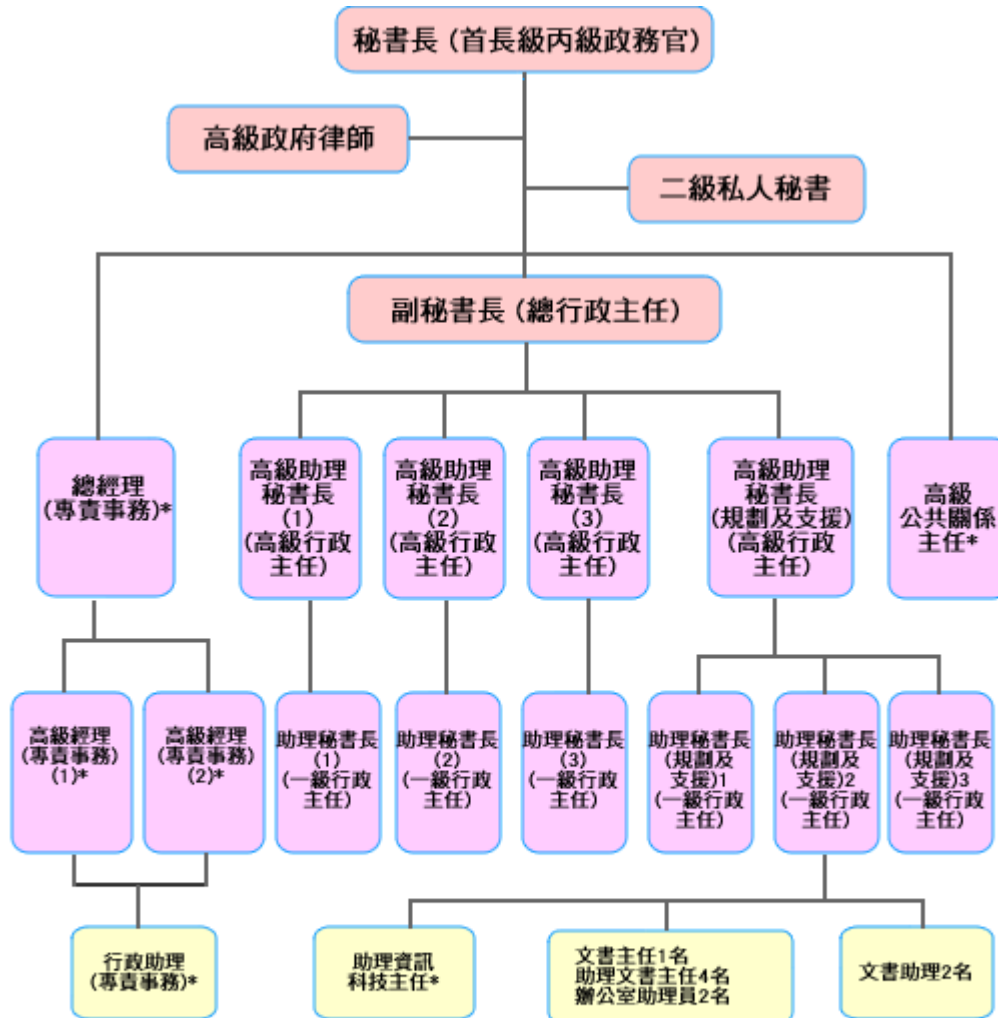 秘書長 (首長級丙級政務官)
高級政府律師
二級私人秘書
副秘書長 (總行政主任)
總經理
(專責事務)*
高級助理
秘書長
(1)
(高級行政
主任)
高級助理
秘書長
(2)
(高級行政
主任)
高級助理
秘書長
(3)
(高級行政
主任)
高級助理
秘書長
(規劃及支援)
(高級行政
主任)
高級
公共關係
主任*
高級經理
(專責事務)
(1)*
高級經理
(專責事務)
(2)*
助理秘書長
(1)
(一級行政
主任)
助理秘書長
(2)
(一級行政
主任)
助理秘書長
(3)
(一級行政
主任)
助理秘書長
(規劃及
支援)1
(一級行政
主任)
助理秘書長
(規劃及
支援)2
(一級行政
主任)
助理秘書長
(規劃及
支援)3
(一級行政
主任)
行政助理
(專責事務)*
助理資訊
科技主任*
文書主任1名
助理文書主任4名
辦公室助理員2名
文書助理2名